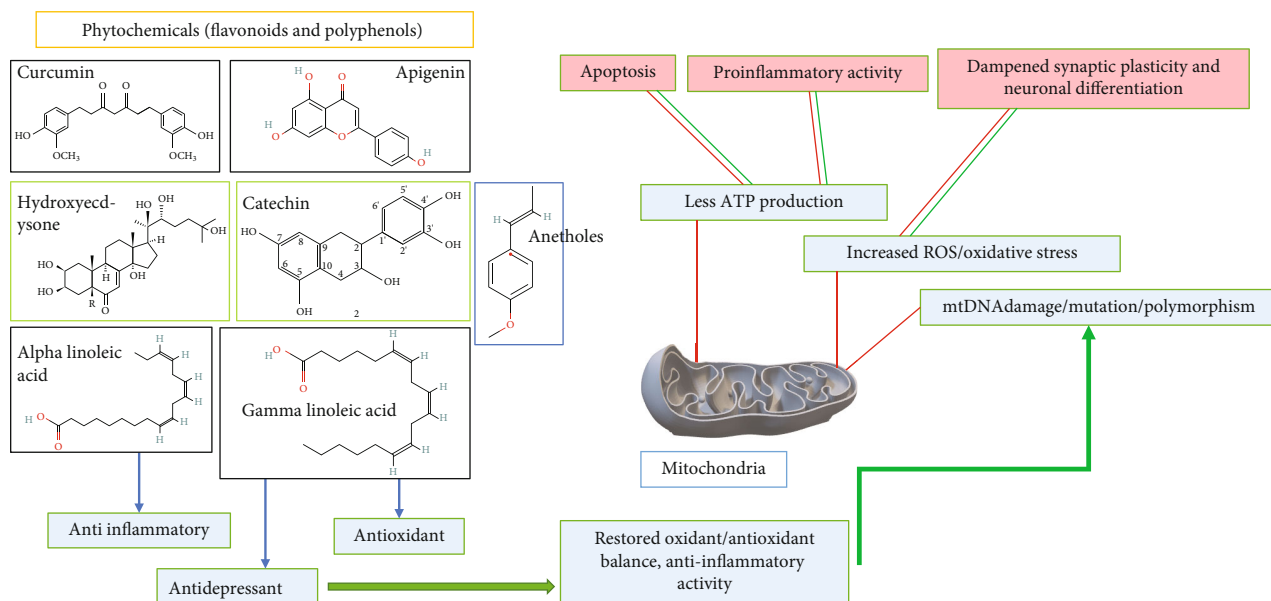 Phytochemicals (flavonoids and polyphenols)
Curcumin
O O
HO
OCH3
OCH3
OH
Apigenin
H
O
O
H
O
O
H
O
Hydroxyecd-
ysone
HO
OH
OH
H
HO
HO
H
OH
R
O
Catechin
5'
OH
4'
6'
3'
1'
2'
OH
HO
7
8
9
2
6
10
3
5
4
OH
OH
2
H
H
Anetholes
O
Alpha linoleic
acid
H
H
H
H
H
H
H
O
O
H
O
O
H
H
H
H
Gamma linoleic acid
H
H
Anti inflammatory
Antioxidant
Antidepressant
Apoptosis
Proinflammatory activity
Dampened synaptic plasticity and
neuronal differentiation
Less ATP production
Increased ROS/oxidative stress
mtDNAdamage/mutation/polymorphism
Mitochondria
Restored oxidant/antioxidant
balance, anti-inflammatory
activity